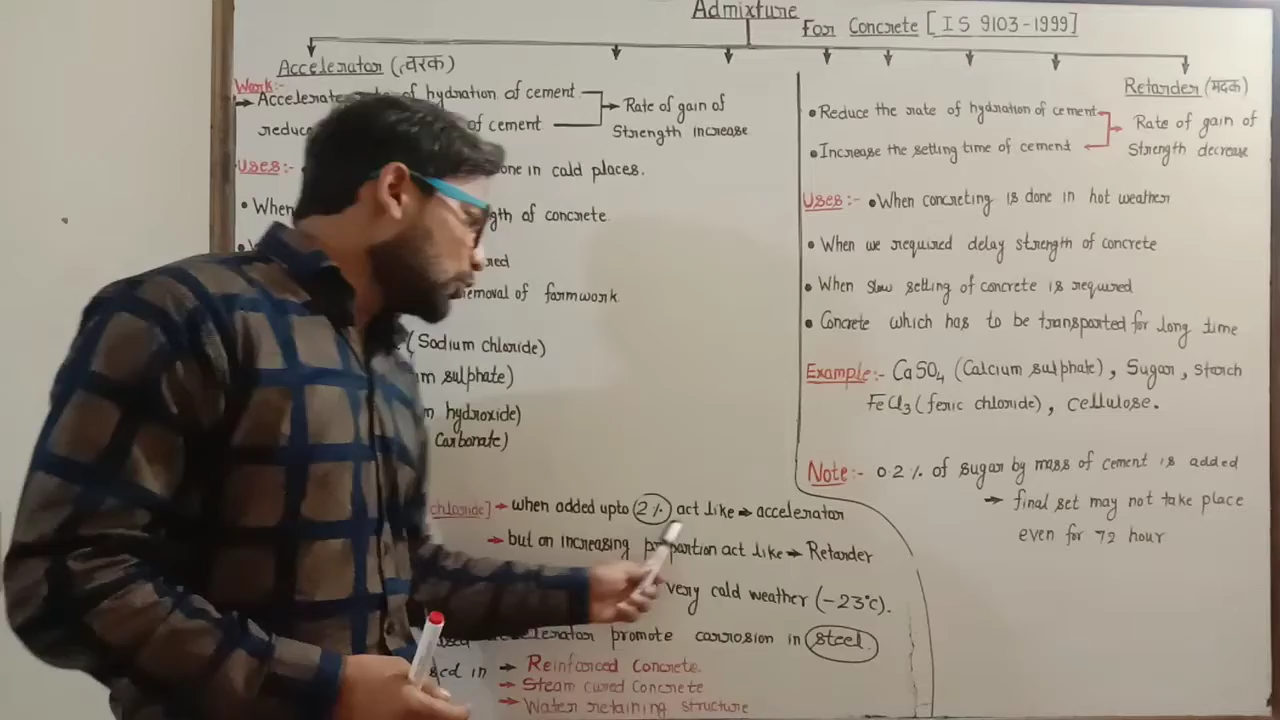 Admixture
For Concrete [IS 9103-1999]
Accelerator (त्वरक)
Work:-
Accelerate rate of hydration of cement
reduce of cement
Rate of gain of
Strength increase
Uses:- one in cold places.
• When gth of concrete
•
red
emoval of formwork
(Sodium chloride)
m sulphate)
m hydroxide)
Carbonate)
chloride] → when added upto 2% act like → accelerator
→ but on increasing proportion act like → Retarder
very cold weather (-23°c).
promote corrosion in steel.
sed in → Reinforced Concrete.
→ Steam cured Concrete
→ Water retaining structure
Retarder (मदक)
• Reduce the rate of hydration of cement
• Increase the setting time of cement
Rate of gain of
Strength decrease
Uses:- • When concreting is done in hot weather
• When we required delay strength of concrete
• When slow setting of concrete is required
• Concrete which has to be transported for long time
Example:- CaSO4 (Calcium sulphate), Sugar, starch
FeCl3 (feric chloride), cellulose.
Note:- 0.2% of sugar by mass of cement is added
→ final set may not take place
even for 72 hour